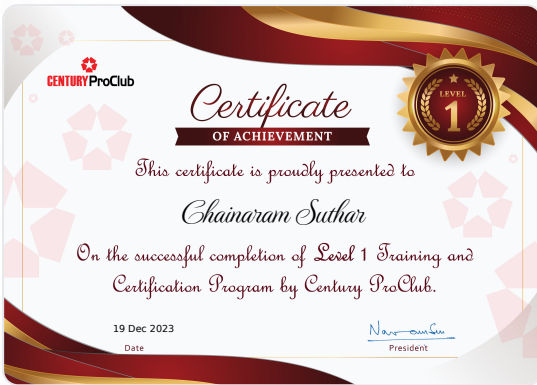 CENTURY ProClub
Certificate
OF ACHIEVEMENT
LEVEL
1
This certificate is proudly presented to
Chainaram Suthar
On the successful completion of Level 1 Training and
Certification Program by Century ProClub.
19 Dec 2023
Date
President